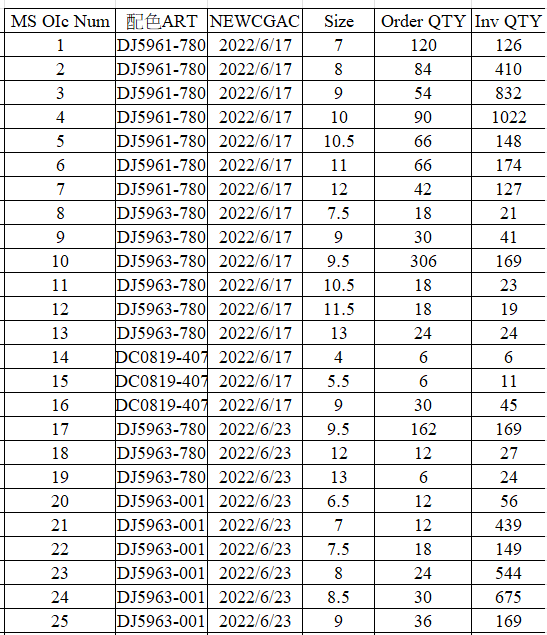 MS OIc Num 配色ART NEWCGAC Size Order QTY Inv QTY
1 DJ5961-780 2022/6/17 7 120 126
2 DJ5961-780 2022/6/17 8 84 410
3 DJ5961-780 2022/6/17 9 54 832
4 DJ5961-780 2022/6/17 10 90 1022
5 DJ5961-780 2022/6/17 10.5 66 148
6 DJ5961-780 2022/6/17 11 66 174
7 DJ5961-780 2022/6/17 12 42 127
8 DJ5963-780 2022/6/17 7.5 18 21
9 DJ5963-780 2022/6/17 9 30 41
10 DJ5963-780 2022/6/17 9.5 306 169
11 DJ5963-780 2022/6/17 10.5 18 23
12 DJ5963-780 2022/6/17 11.5 18 19
13 DJ5963-780 2022/6/17 13 24 24
14 DC0819-407 2022/6/17 4 6 6
15 DC0819-407 2022/6/17 5.5 6 11
16 DC0819-407 2022/6/17 9 30 45
17 DJ5963-780 2022/6/23 9.5 162 169
18 DJ5963-780 2022/6/23 12 12 27
19 DJ5963-780 2022/6/23 13 6 24
20 DJ5963-001 2022/6/23 6.5 12 56
21 DJ5963-001 2022/6/23 7 12 439
22 DJ5963-001 2022/6/23 7.5 18 149
23 DJ5963-001 2022/6/23 8 24 544
24 DJ5963-001 2022/6/23 8.5 30 675
25 DJ5963-001 2022/6/23 9 36 169